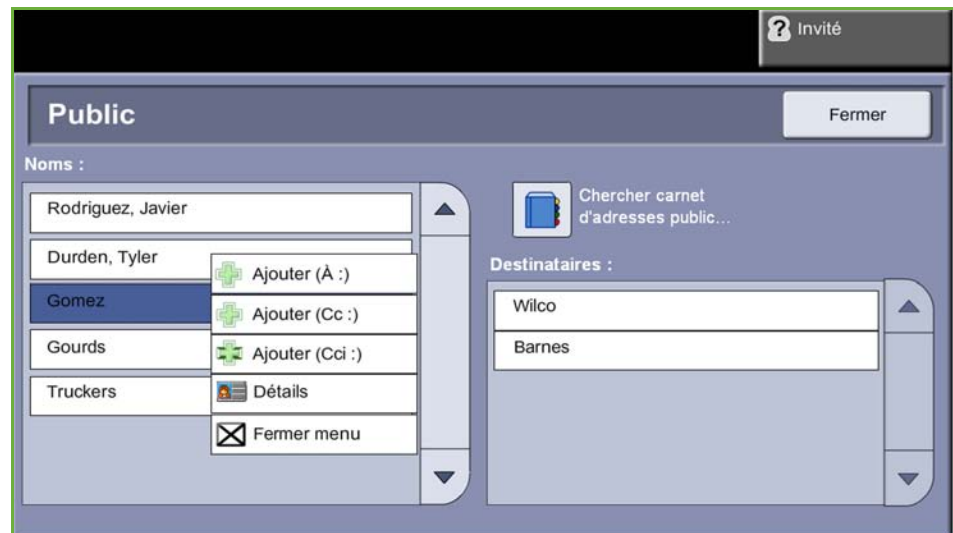 Invité
Public
Fermer
Noms :
Rodriguez, Javier
Durden, Tyler
Gomez
Gourds
Truckers
Ajouter (À :)
Ajouter (Cc :)
Ajouter (Cci :)
Détails
Fermer menu
Chercher carnet
d'adresses public...
Destinataires :
Wilco
Barnes